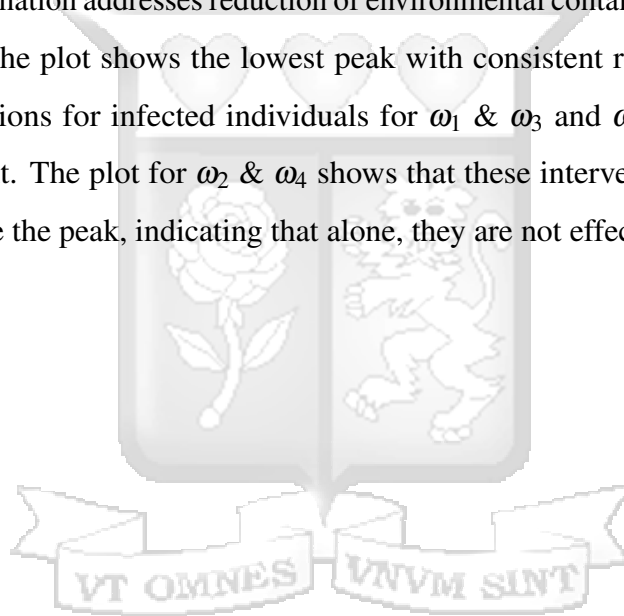 nation addresses reduction of environmental conta
he plot shows the lowest peak with consistent r
ions for infected individuals for ω₁ & ω₃ and ω
t. The plot for ω₂ & ω₄ shows that these interve
e the peak, indicating that alone, they are not effec
VT OMNES VNVM SINT